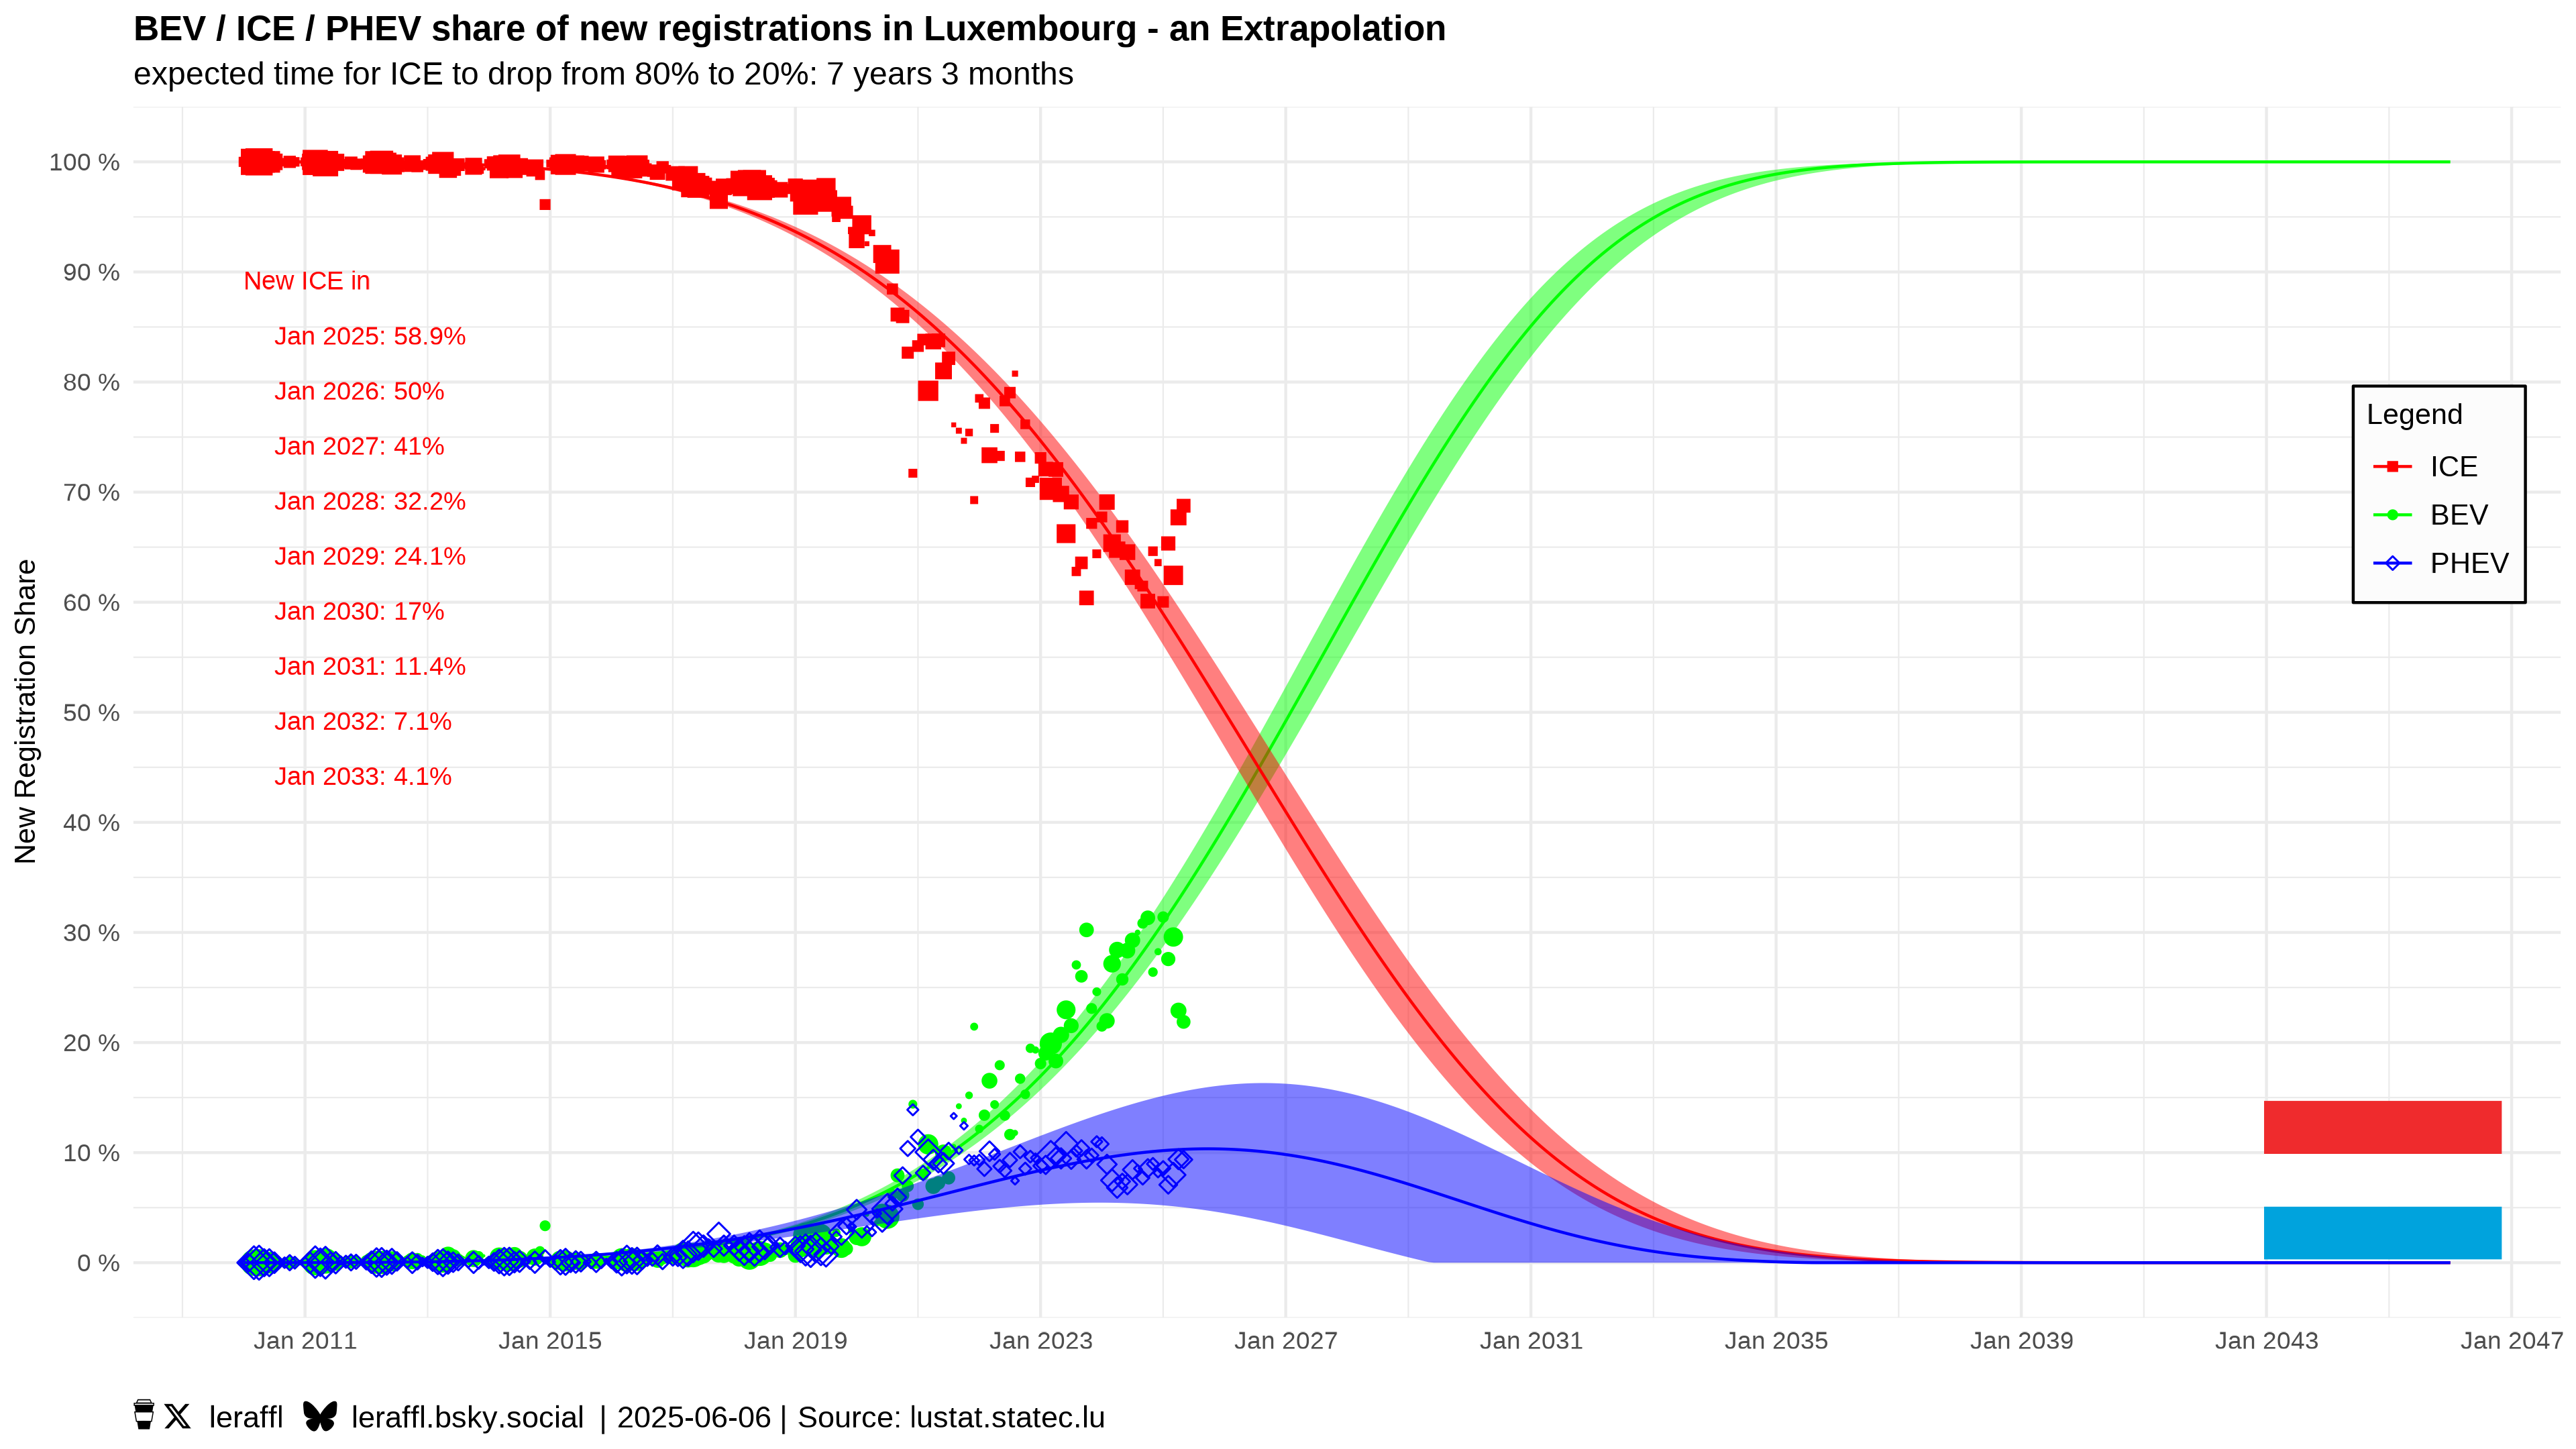 BEV / ICE / PHEV share of new registrations in Luxembourg - an Extrapolation
expected time for ICE to drop from 80% to 20%: 7 years 3 months
New Registration Share
100 %
90 %
80 %
70 %
60 %
50 %
40 %
30 %
20 %
10 %
0 %
New ICE in
Jan 2025: 58.9%
Jan 2026: 50%
Jan 2027: 41%
Jan 2028: 32.2%
Jan 2029: 24.1%
Jan 2030: 17%
Jan 2031: 11.4%
Jan 2032: 7.1%
Jan 2033: 4.1%
Legend
ICE
BEV
PHEV
Jan 2011 Jan 2015 Jan 2019 Jan 2023 Jan 2027 Jan 2031 Jan 2035 Jan 2039 Jan 2043 Jan 2047
leraffl leraffl.bsky.social | 2025-06-06 | Source: lustat.statec.lu